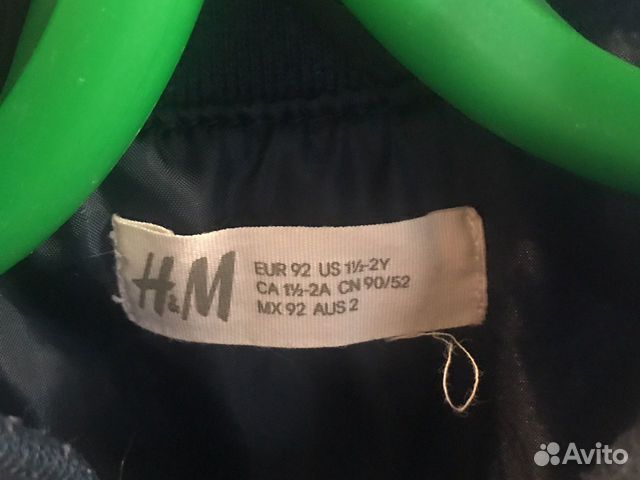 H&M
EUR 92 US 1½-2Y
CA 1½-2A CN 90/52
MX 92 AUS 2
Avito